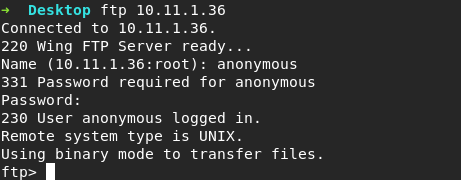 → Desktop ftp 10.11.1.36
Connected to 10.11.1.36.
220 Wing FTP Server ready...
Name (10.11.1.36:root): anonymous
331 Password required for anonymous
Password:
230 User anonymous logged in.
Remote system type is UNIX.
Using binary mode to transfer files.
ftp>